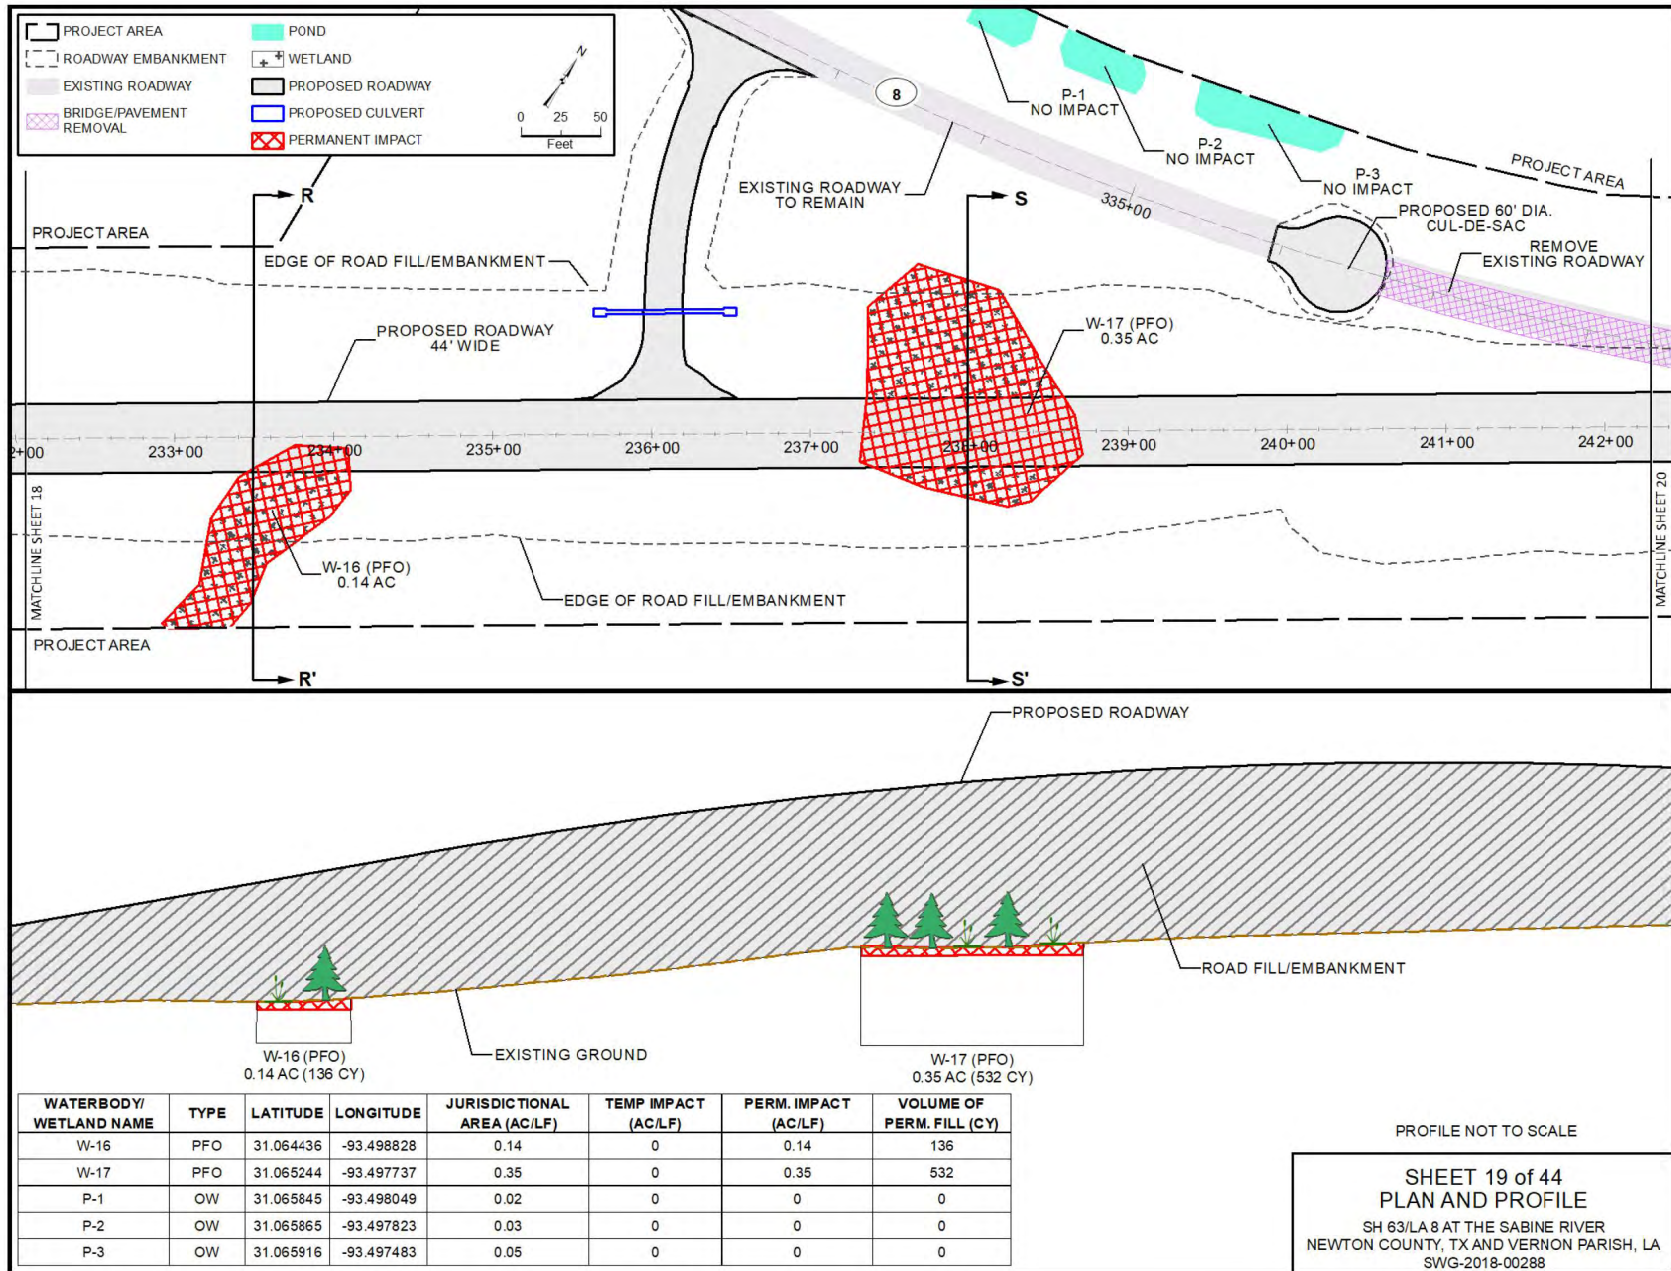 PROJECT AREA
ROADWAY EMBANKMENT
EXISTING ROADWAY
BRIDGE/PAVEMENT
REMOVAL
POND
WETLAND
PROPOSED ROADWAY
PROPOSED CULVERT
PERMANENT IMPACT
N
0 25 50
Feet
8
P-1
NO IMPACT
P-2
NO IMPACT
P-3
NO IMPACT
PROJECT AREA
R
S
EXISTING ROADWAY
TO REMAIN
335+00
PROPOSED 60' DIA.
CUL-DE-SAC
REMOVE
EXISTING ROADWAY
PROJECT AREA
EDGE OF ROAD FILL/EMBANKMENT
PROPOSED ROADWAY
44' WIDE
W-17 (PFO)
0.35 AC
2+00 233+00 234+00 235+00 236+00 237+00 238+00 239+00 240+00 241+00 242+00
MATCHLINE SHEET 18
MATCHLINE SHEET 20
W-16 (PFO)
0.14 AC
EDGE OF ROAD FILL/EMBANKMENT
PROJECT AREA
R'
S'
PROPOSED ROADWAY
ROAD FILL/EMBANKMENT
EXISTING GROUND
W-16 (PFO)
0.14 AC (136 CY)
W-17 (PFO)
0.35 AC (532 CY)
WATERBODY/ WETLAND NAME TYPE LATITUDE LONGITUDE JURISDICTIONAL AREA (AC/LF) TEMP IMPACT (AC/LF) PERM. IMPACT (AC/LF) VOLUME OF PERM. FILL (CY)
W-16 PFO 31.064436 -93.498828 0.14 0 0.14 136
W-17 PFO 31.065244 -93.497737 0.35 0 0.35 532
P-1 OW 31.065845 -93.498049 0.02 0 0 0
P-2 OW 31.065865 -93.497823 0.03 0 0 0
P-3 OW 31.065916 -93.497483 0.05 0 0 0
PROFILE NOT TO SCALE
SHEET 19 of 44
PLAN AND PROFILE
SH 63/LA 8 AT THE SABINE RIVER
NEWTON COUNTY, TX AND VERNON PARISH, LA
SWG-2018-00288